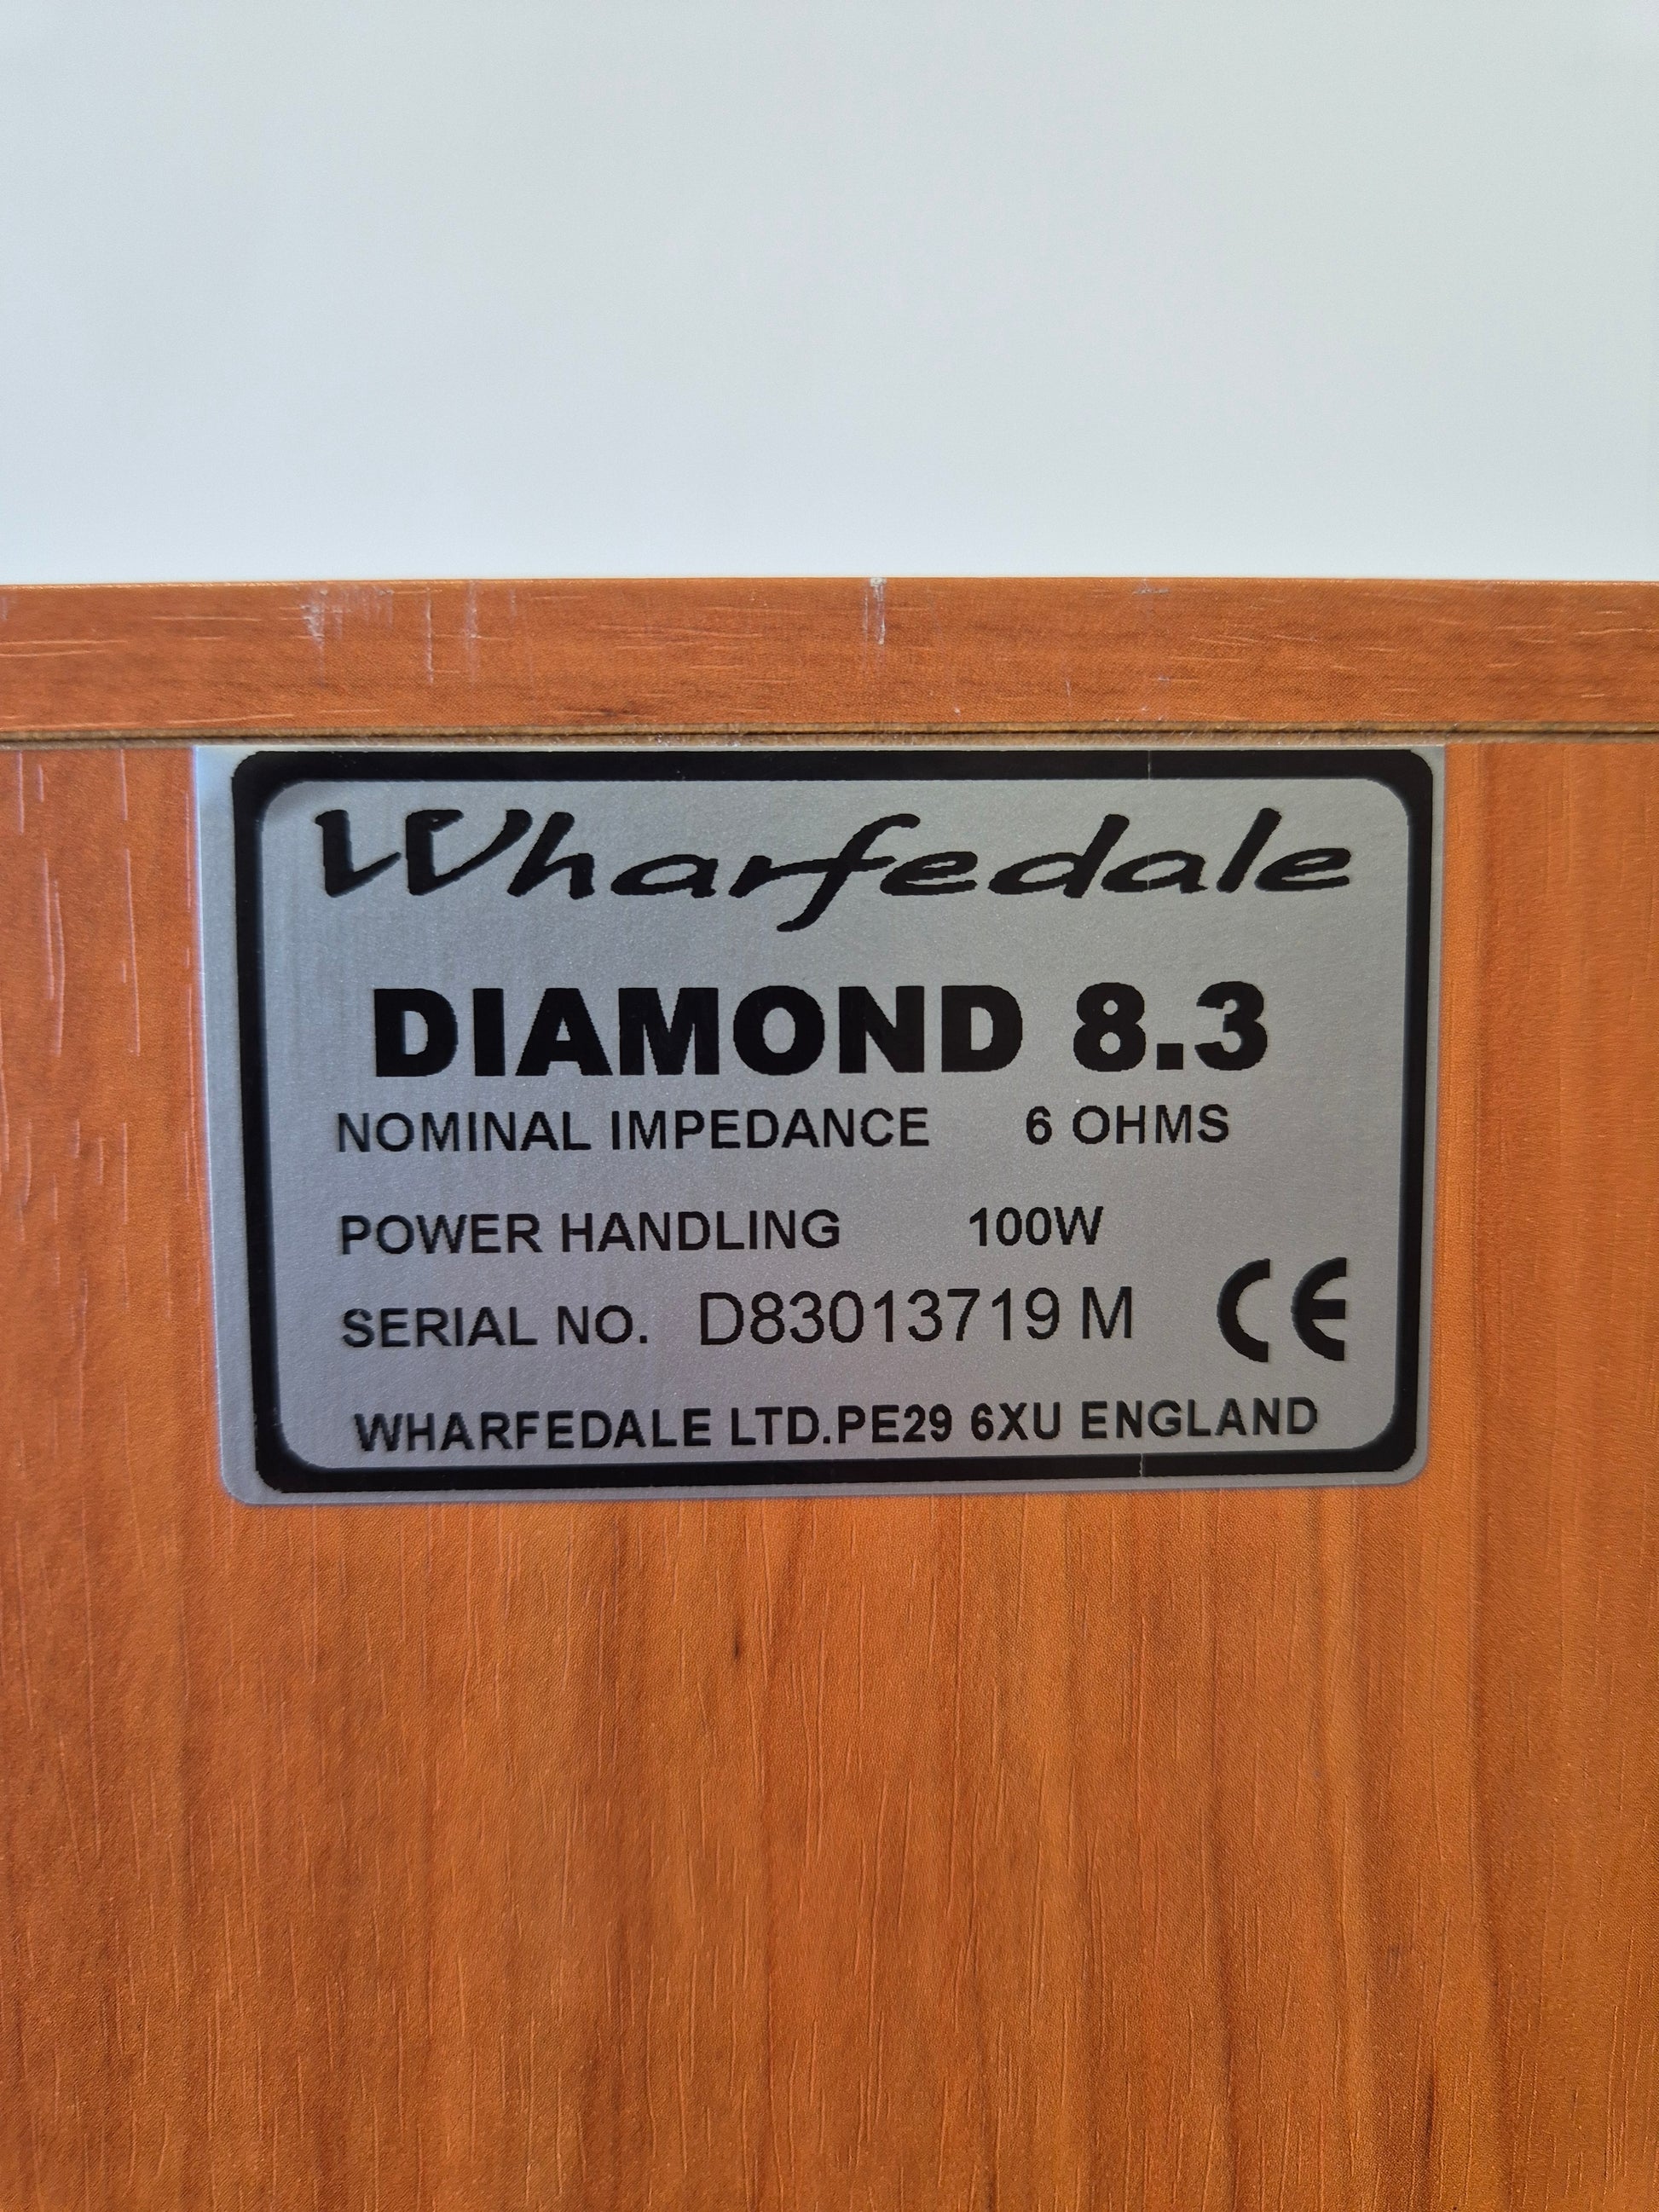 Wharfedale
DIAMOND 8.3
NOMINAL IMPEDANCE 6 OHMS
POWER HANDLING 100W
SERIAL NO. D83013719 M CE
WHARFEDALE LTD.PE29 6XU ENGLAND